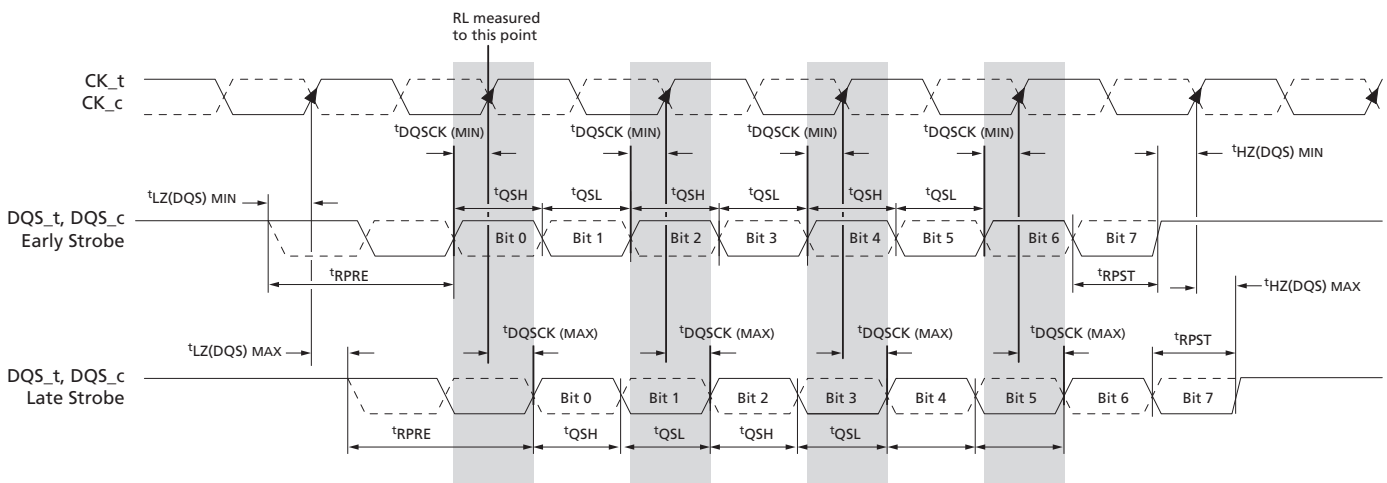 RL measured
to this point
CK_t
CK_c
tDQSCK (MIN) tDQSCK (MIN) tDQSCK (MIN) tDQSCK (MIN)
tHZ(DQS) MIN
tLZ(DQS) MIN
tQSH tQSL tQSH tQSL tQSH tQSL
DQS_t, DQS_c
Early Strobe
Bit 0 Bit 1 Bit 2 Bit 3 Bit 4 Bit 5 Bit 6 Bit 7
tRPRE tRPST
tHZ(DQS) MAX
tDQSCK (MAX) tDQSCK (MAX) tDQSCK (MAX) tDQSCK (MAX) tRPST
tLZ(DQS) MAX
DQS_t, DQS_c
Late Strobe
Bit 0 Bit 1 Bit 2 Bit 3 Bit 4 Bit 5 Bit 6 Bit 7
tRPRE tQSH tQSL tQSH tQSL